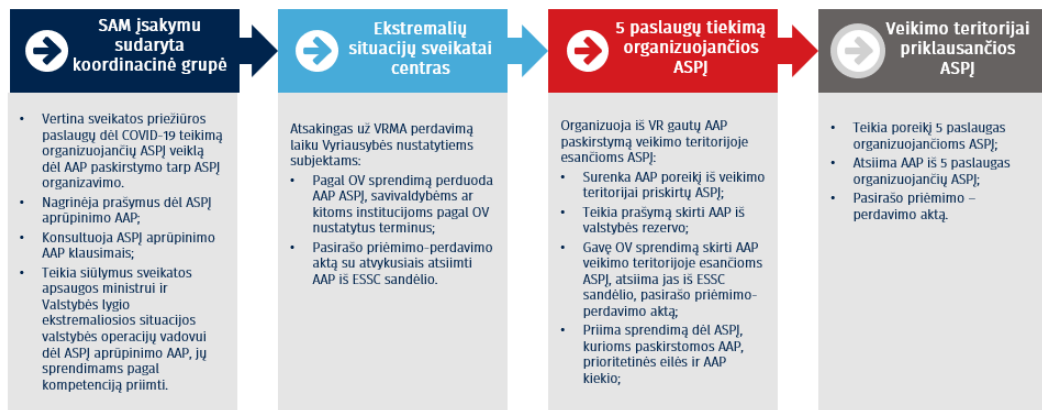 SAM įsakymu
sudaryta
koordinacinė grupė
• Vertina sveikatos priežiūros
paslaugų dėl COVID-19 teikimą
organizuojančių ASPĮ veiklą
dėl AAP paskirstymo tarp ASPĮ
organizavimo.
• Nagrinėja prašymus dėl ASPĮ
aprūpinimo AAP;
• Konsultuoja ASPĮ aprūpinimo
AAP klausimais;
• Teikia siūlymus sveikatos
apsaugos ministrui ir
Valstybės lygio
ekstremaliosios situacijos
valstybės operacijų vadovui
dėl ASPĮ aprūpinimo AAP, jų
sprendimams pagal
kompetenciją priimti.
Ekstremalių
situacijų sveikatai
centras
Atsakingas už VRMA perdavimą
laiku Vyriausybės nustatytiems
subjektams:
• Pagal OV sprendimą perduoda
AAP ASPĮ, savivaldybėms ar
kitoms institucijoms pagal OV
nustatytus terminus;
• Pasirašo priėmimo-perdavimo
aktą su atvykusiais atsiimti
AAP iš ESSC sandėlio.
5 paslaugų tiekimą
organizuojančios
ASPĮ
Organizuoja iš VR gautų AAP
paskirstymą veikimo teritorijoje
esančioms ASPĮ:
• Surenka AAP poreikį iš veikimo
teritorijai priskirtų ASPĮ;
• Teikia prašymą skirti AAP iš
valstybės rezervo;
• Gavę OV sprendimą skirti AAP
veikimo teritorijoje esančioms
ASPĮ, atsiima jas iš ESSC
sandėlio, pasirašo priėmimo-
perdavimo aktą;
• Priima sprendimą dėl ASPĮ,
kurioms paskirstomos AAP,
prioritetinės eilės ir AAP
kiekio;
Veikimo teritorijai
priklausančios
ASPĮ
• Teikia poreikį 5 paslaugas
organizuojančioms ASPĮ;
• Atsiima AAP iš 5 paslaugas
organizuojančių ASPĮ;
• Pasirašo priėmimo –
perdavimo aktą.